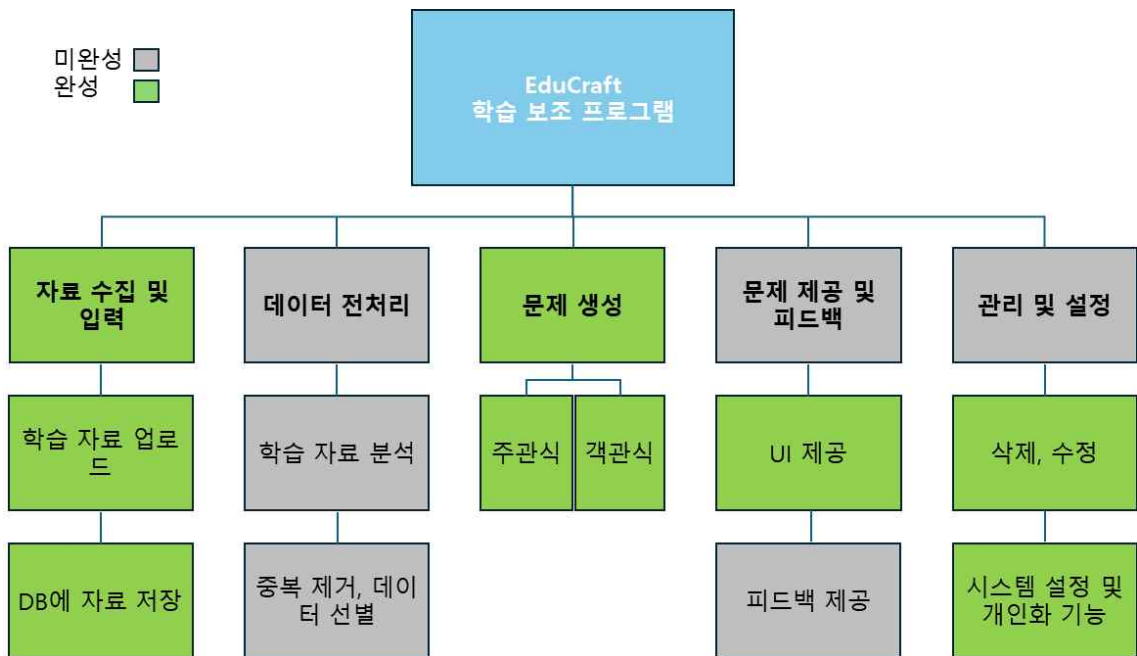 미완성
완성
EduCraft
학습 보조 프로그램
자료 수집 및
입력
데이터 전처리
문제 생성
문제 제공 및
피드백
관리 및 설정
학습 자료 업로
드
학습 자료 분석
주관식
객관식
UI 제공
삭제, 수정
DB에 자료 저장
중복 제거, 데이
터 선별
피드백 제공
시스템 설정 및
개인화 기능